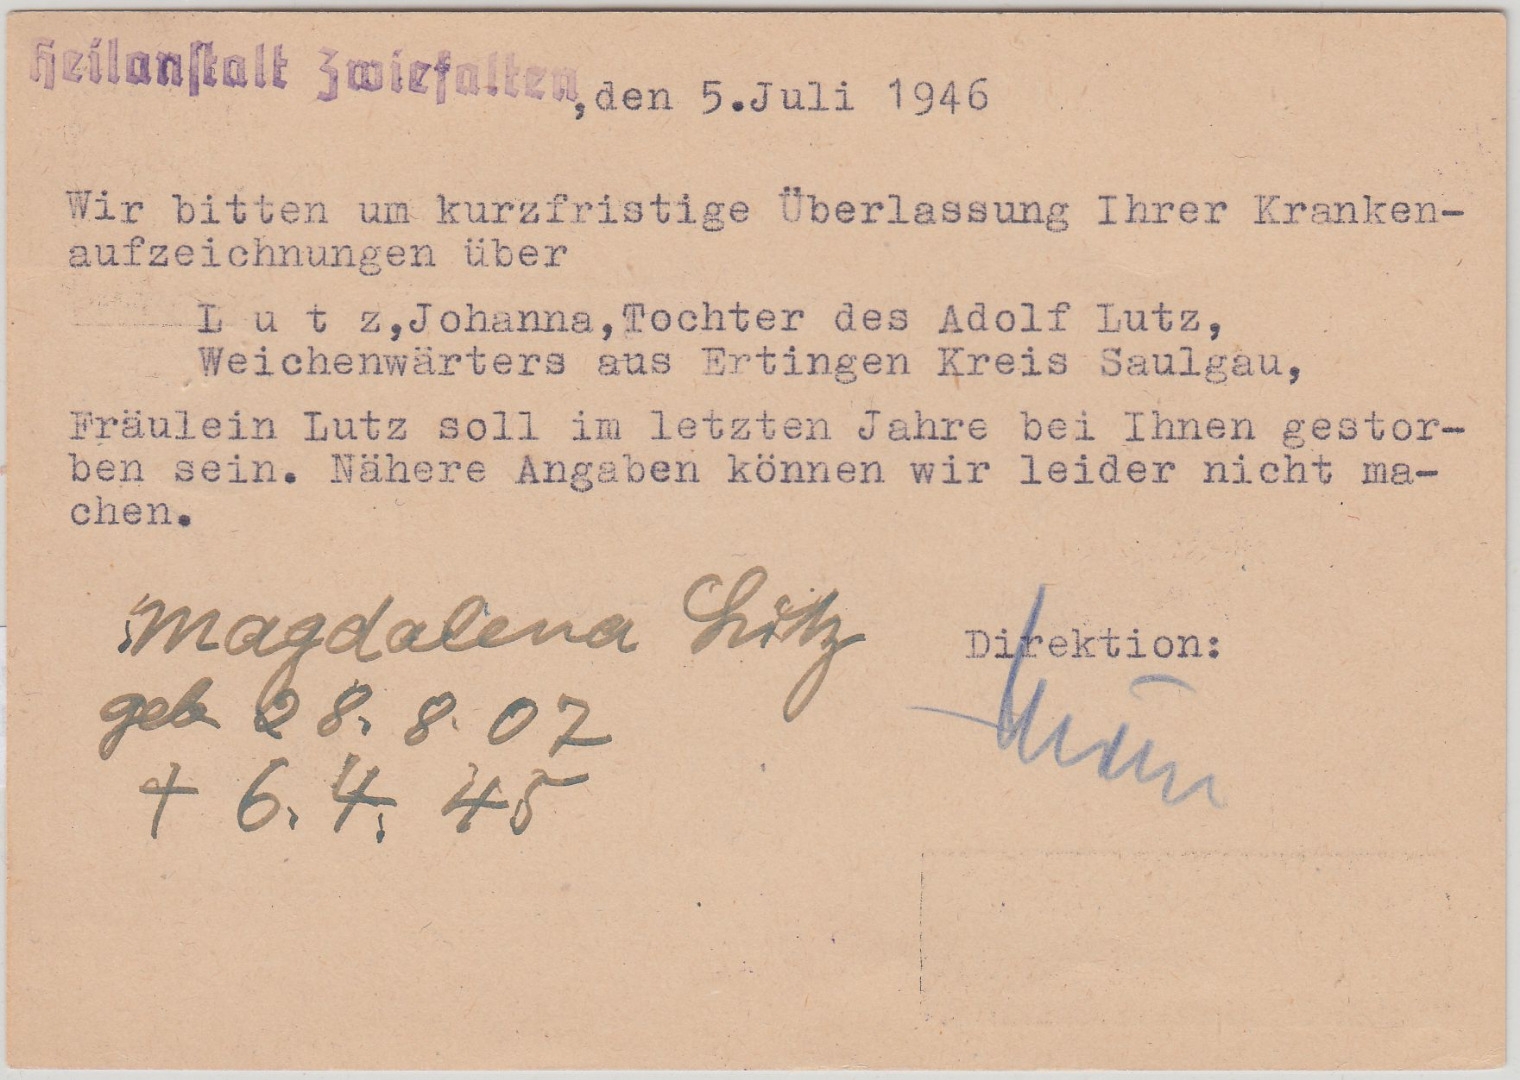 Heilanstalt Zwiefalten, den 5.Juli 1946
Wir bitten um kurzfristige Überlassung Ihrer Kranken-
aufzeichnungen über
L u t z,Johanna,Tochter des Adolf Lutz,
Weichenwärters aus Ertingen Kreis Saulgau,
Fräulein Lutz soll im letzten Jahre bei Ihnen gestor-
ben sein. Nähere Angaben können wir leider nicht ma-
chen.
Magdalena Lutz
Direktion:
geb 28. 8. 07
+ 6. 4. 45